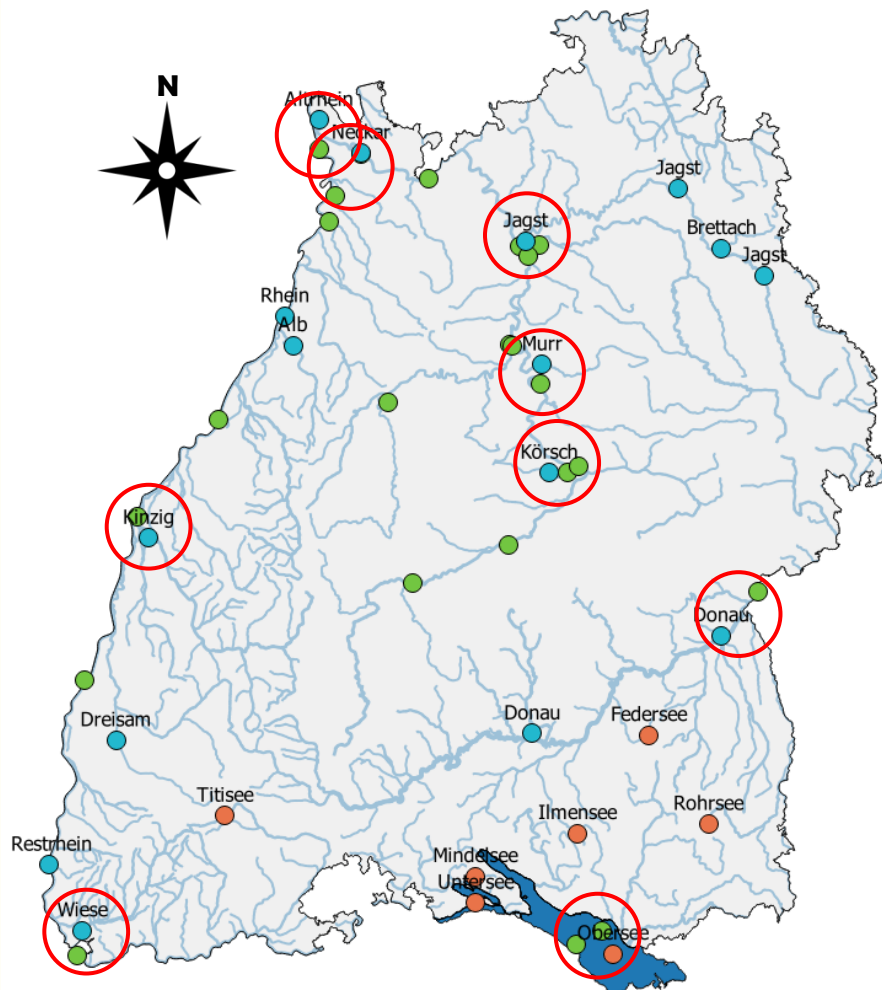 N
Altrhein
Neckar
Jagst
Jagst
Brettach
Jagst
Rhein
Alb
Murr
Körsch
Kinzig
Donau
Dreisam
Donau
Federsee
Titisee
Ilmensee
Rohrsee
Restrhein
Mindelsee
Untersee
Wiese
Obersee